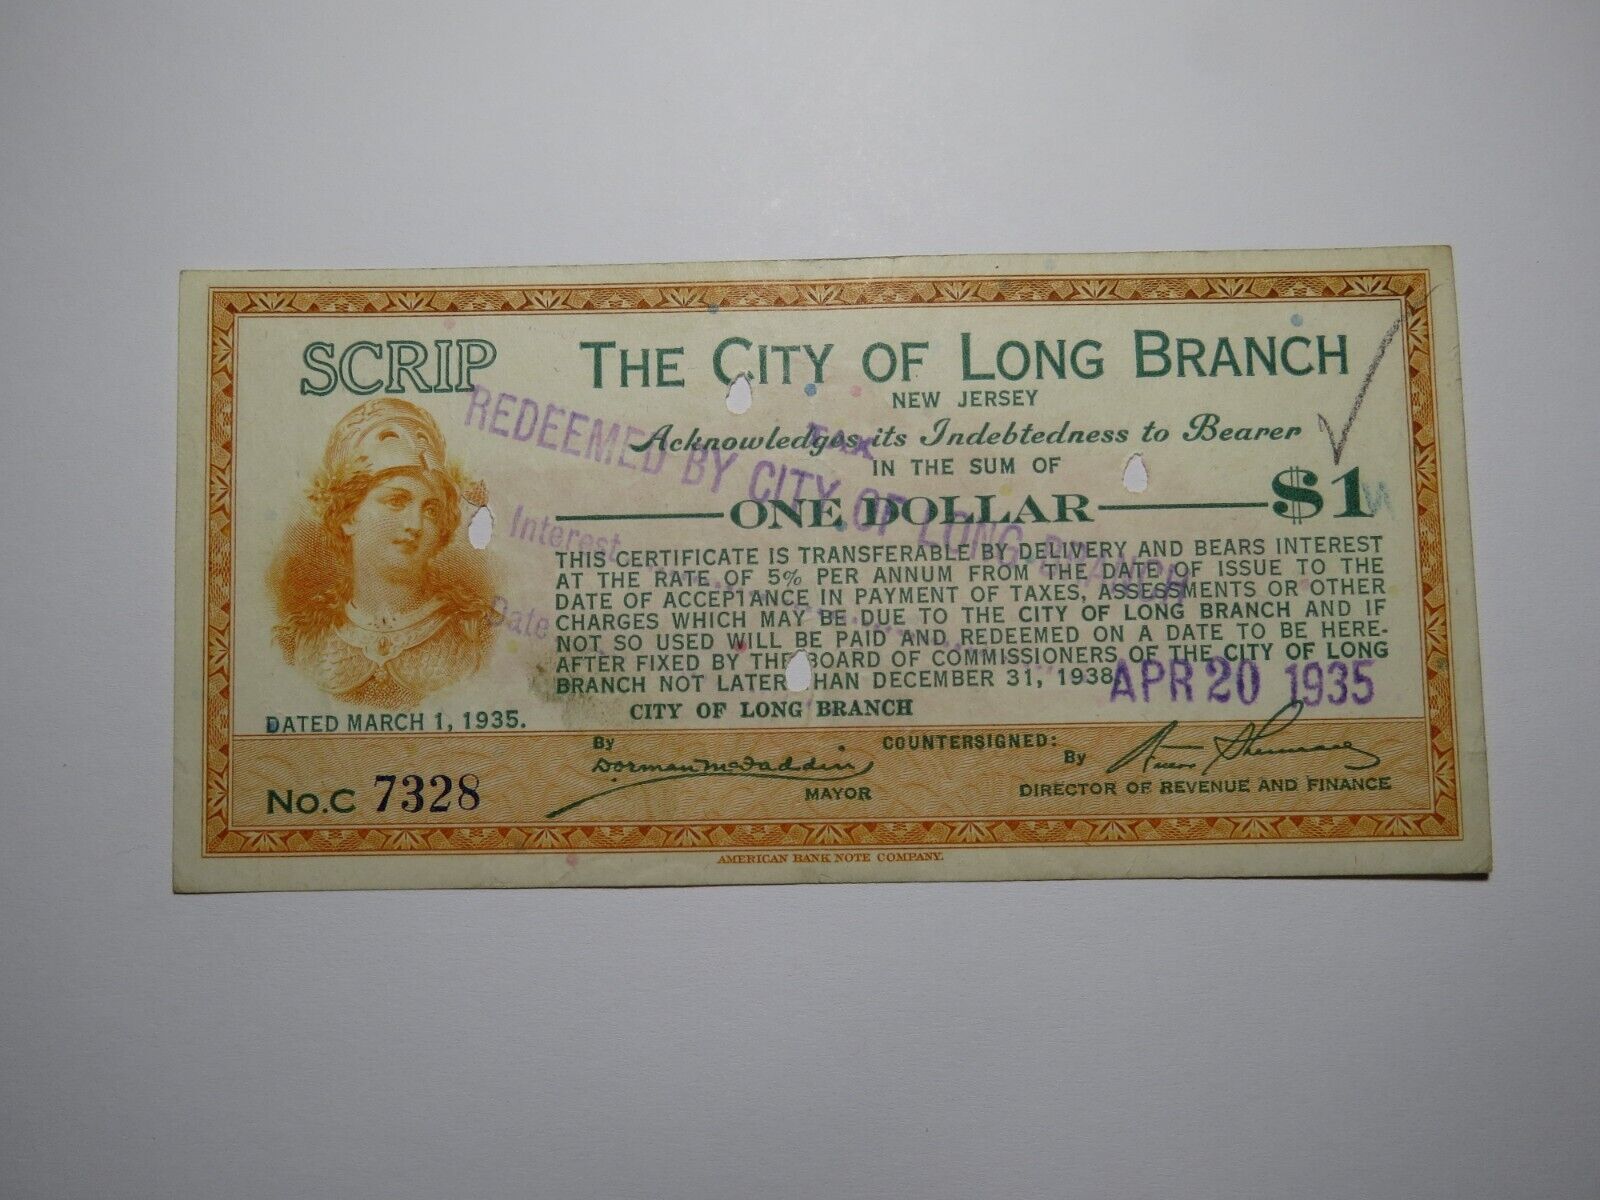 SCRIP
THE CITY OF LONG BRANCH
NEW JERSEY
Acknowledges its Indebtedness to Bearer
IN THE SUM OF
ONE DOLLAR $1
THIS CERTIFICATE IS TRANSFERABLE BY DELIVERY AND BEARS INTEREST
AT THE RATE OF 5% PER ANNUM FROM THE DATE OF ISSUE TO THE
DATE OF ACCEPTANCE IN PAYMENT OF TAXES, ASSESSMENTS OR OTHER
CHARGES WHICH MAY BE DUE TO THE CITY OF LONG BRANCH AND IF
NOT SO USED WILL BE PAID AND REDEEMED ON A DATE TO BE HERE-
AFTER FIXED BY THE BOARD OF COMMISSIONERS OF THE CITY OF LONG
BRANCH NOT LATER THAN DECEMBER 31, 1938
REDEEMED BY CITY OF LONG BRANCH
Tax
Interest
Date
APR 20 1935
DATED MARCH 1, 1935.
CITY OF LONG BRANCH
By Dorman McFaddin
MAYOR
COUNTERSIGNED:
By
DIRECTOR OF REVENUE AND FINANCE
No. C 7328
AMERICAN BANK NOTE COMPANY.